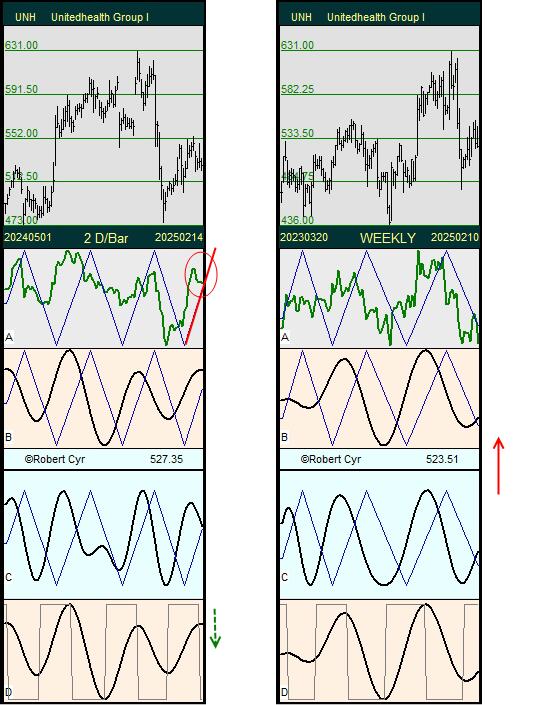 UNH Unitedhealth Group I
631.00
591.50
552.00
473.00
20240501 2 D/Bar 20250214
A
B
©Robert Cyr 527.35
C
D
UNH Unitedhealth Group I
631.00
582.25
533.50
436.00
20230320 WEEKLY 20250210
A
B
©Robert Cyr 523.51
C
D